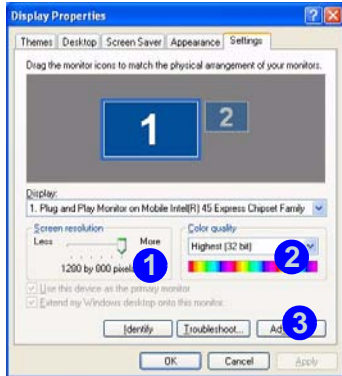 Display Properties
Themes Desktop Screen Saver Appearance Settings
Drag the monitor icons to match the physical arrangement of your monitors.
1 2
Display:
1. Plug and Play Monitor on Mobile Intel(R) 45 Express Chipset Family
Screen resolution Color quality
Less More Highest (32 bit) 2
1280 by 800 pixels 1
Use this device as the primary monitor
Extend my Windows desktop onto this monitor.
Identify Troubleshoot... 3
OK Cancel Apply